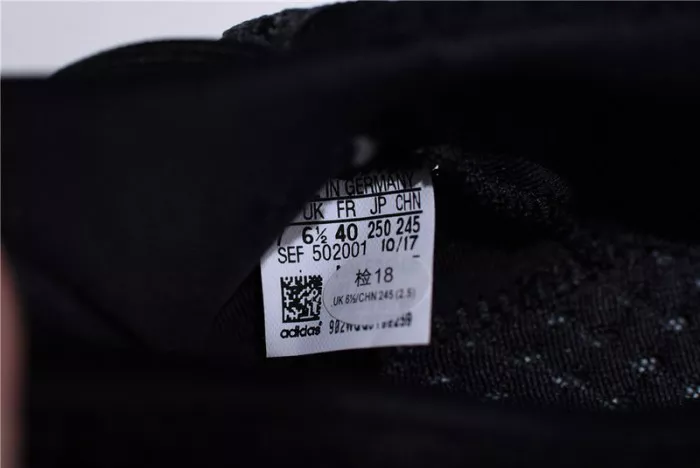 IN GERMANY
UK FR JP CHN
7 6½ 40 250 245
SEF 502001 10/17
检18
UK 6½/CHN 245 (2.5)
adidas